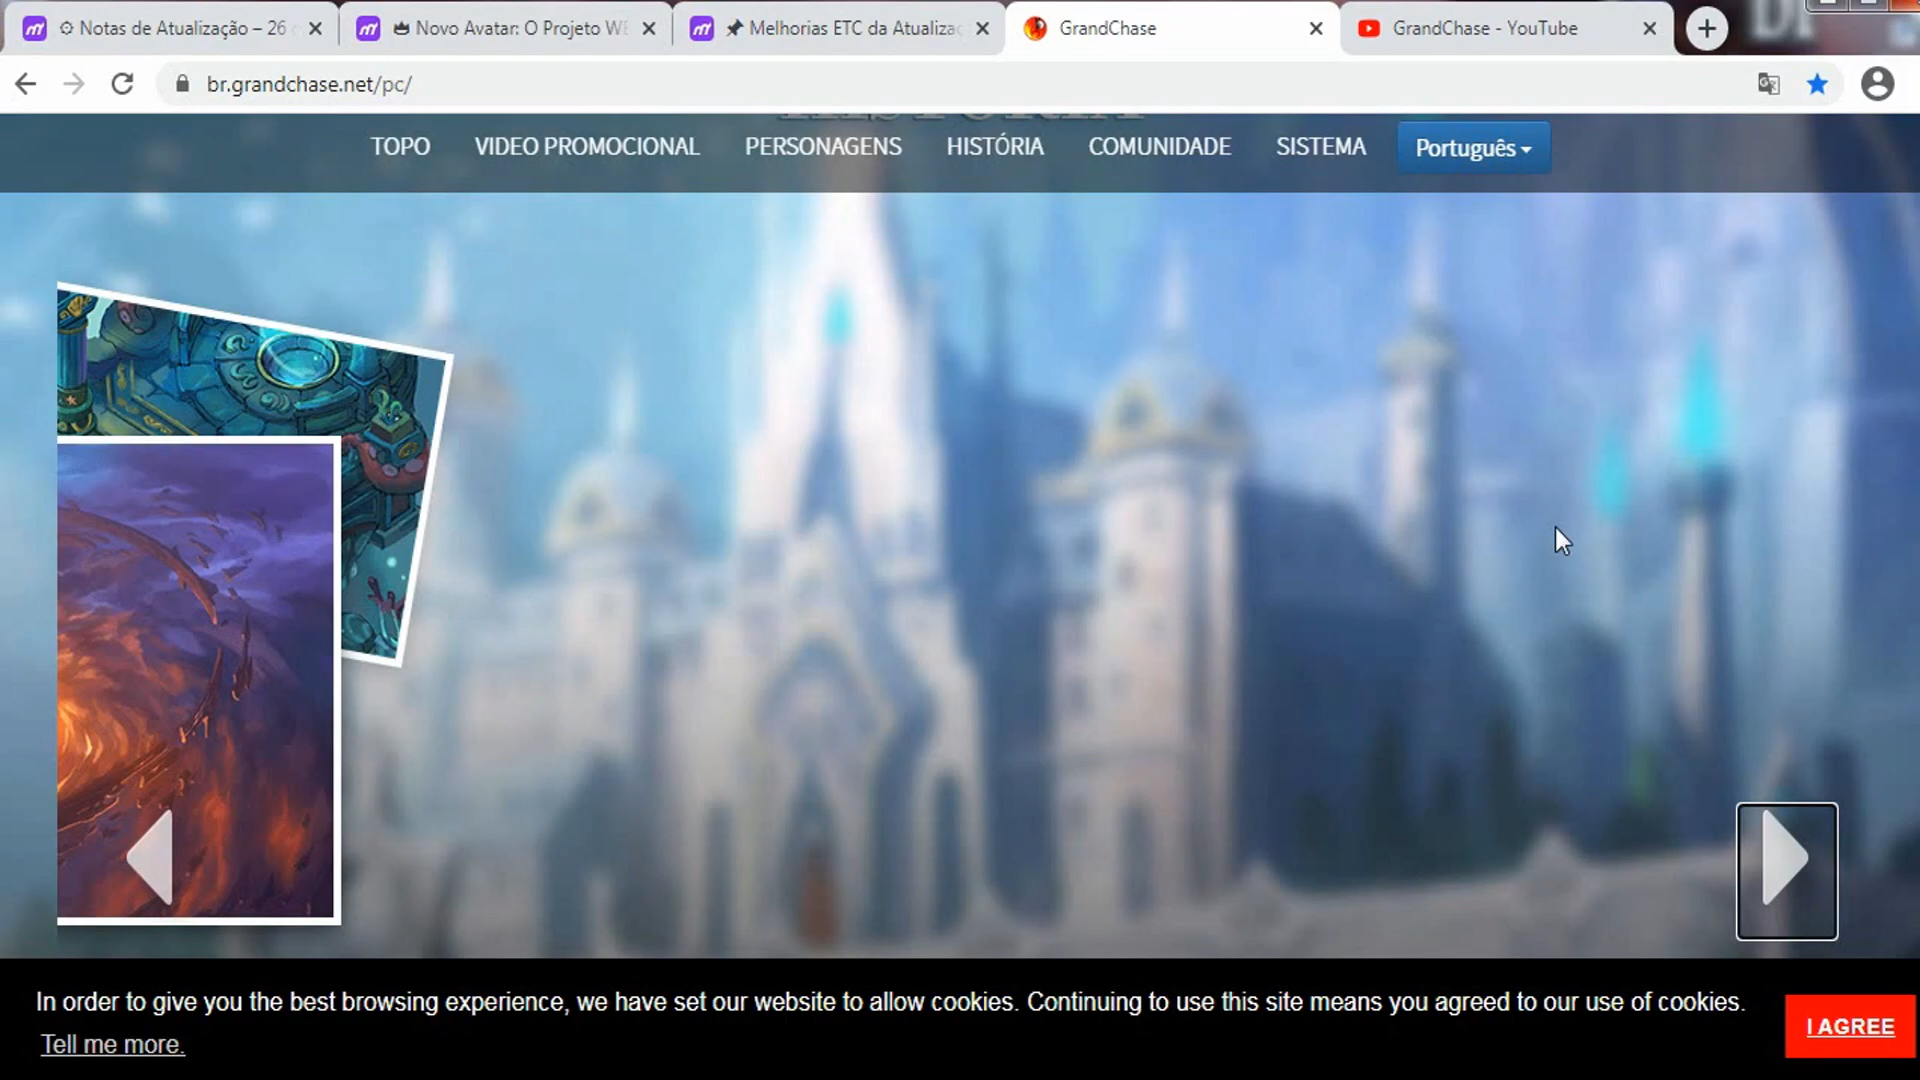 ⚙ Notas de Atualização – 26
Novo Avatar: O Projeto W
📌 Melhorias ETC da Atualiza
GrandChase
GrandChase - YouTube
br.grandchase.net/pc/
HISTÓRIA
TOPO
VIDEO PROMOCIONAL
PERSONAGENS
HISTÓRIA
COMUNIDADE
SISTEMA
Português
In order to give you the best browsing experience, we have set our website to allow cookies. Continuing to use this site means you agreed to our use of cookies.
Tell me more.
I AGREE